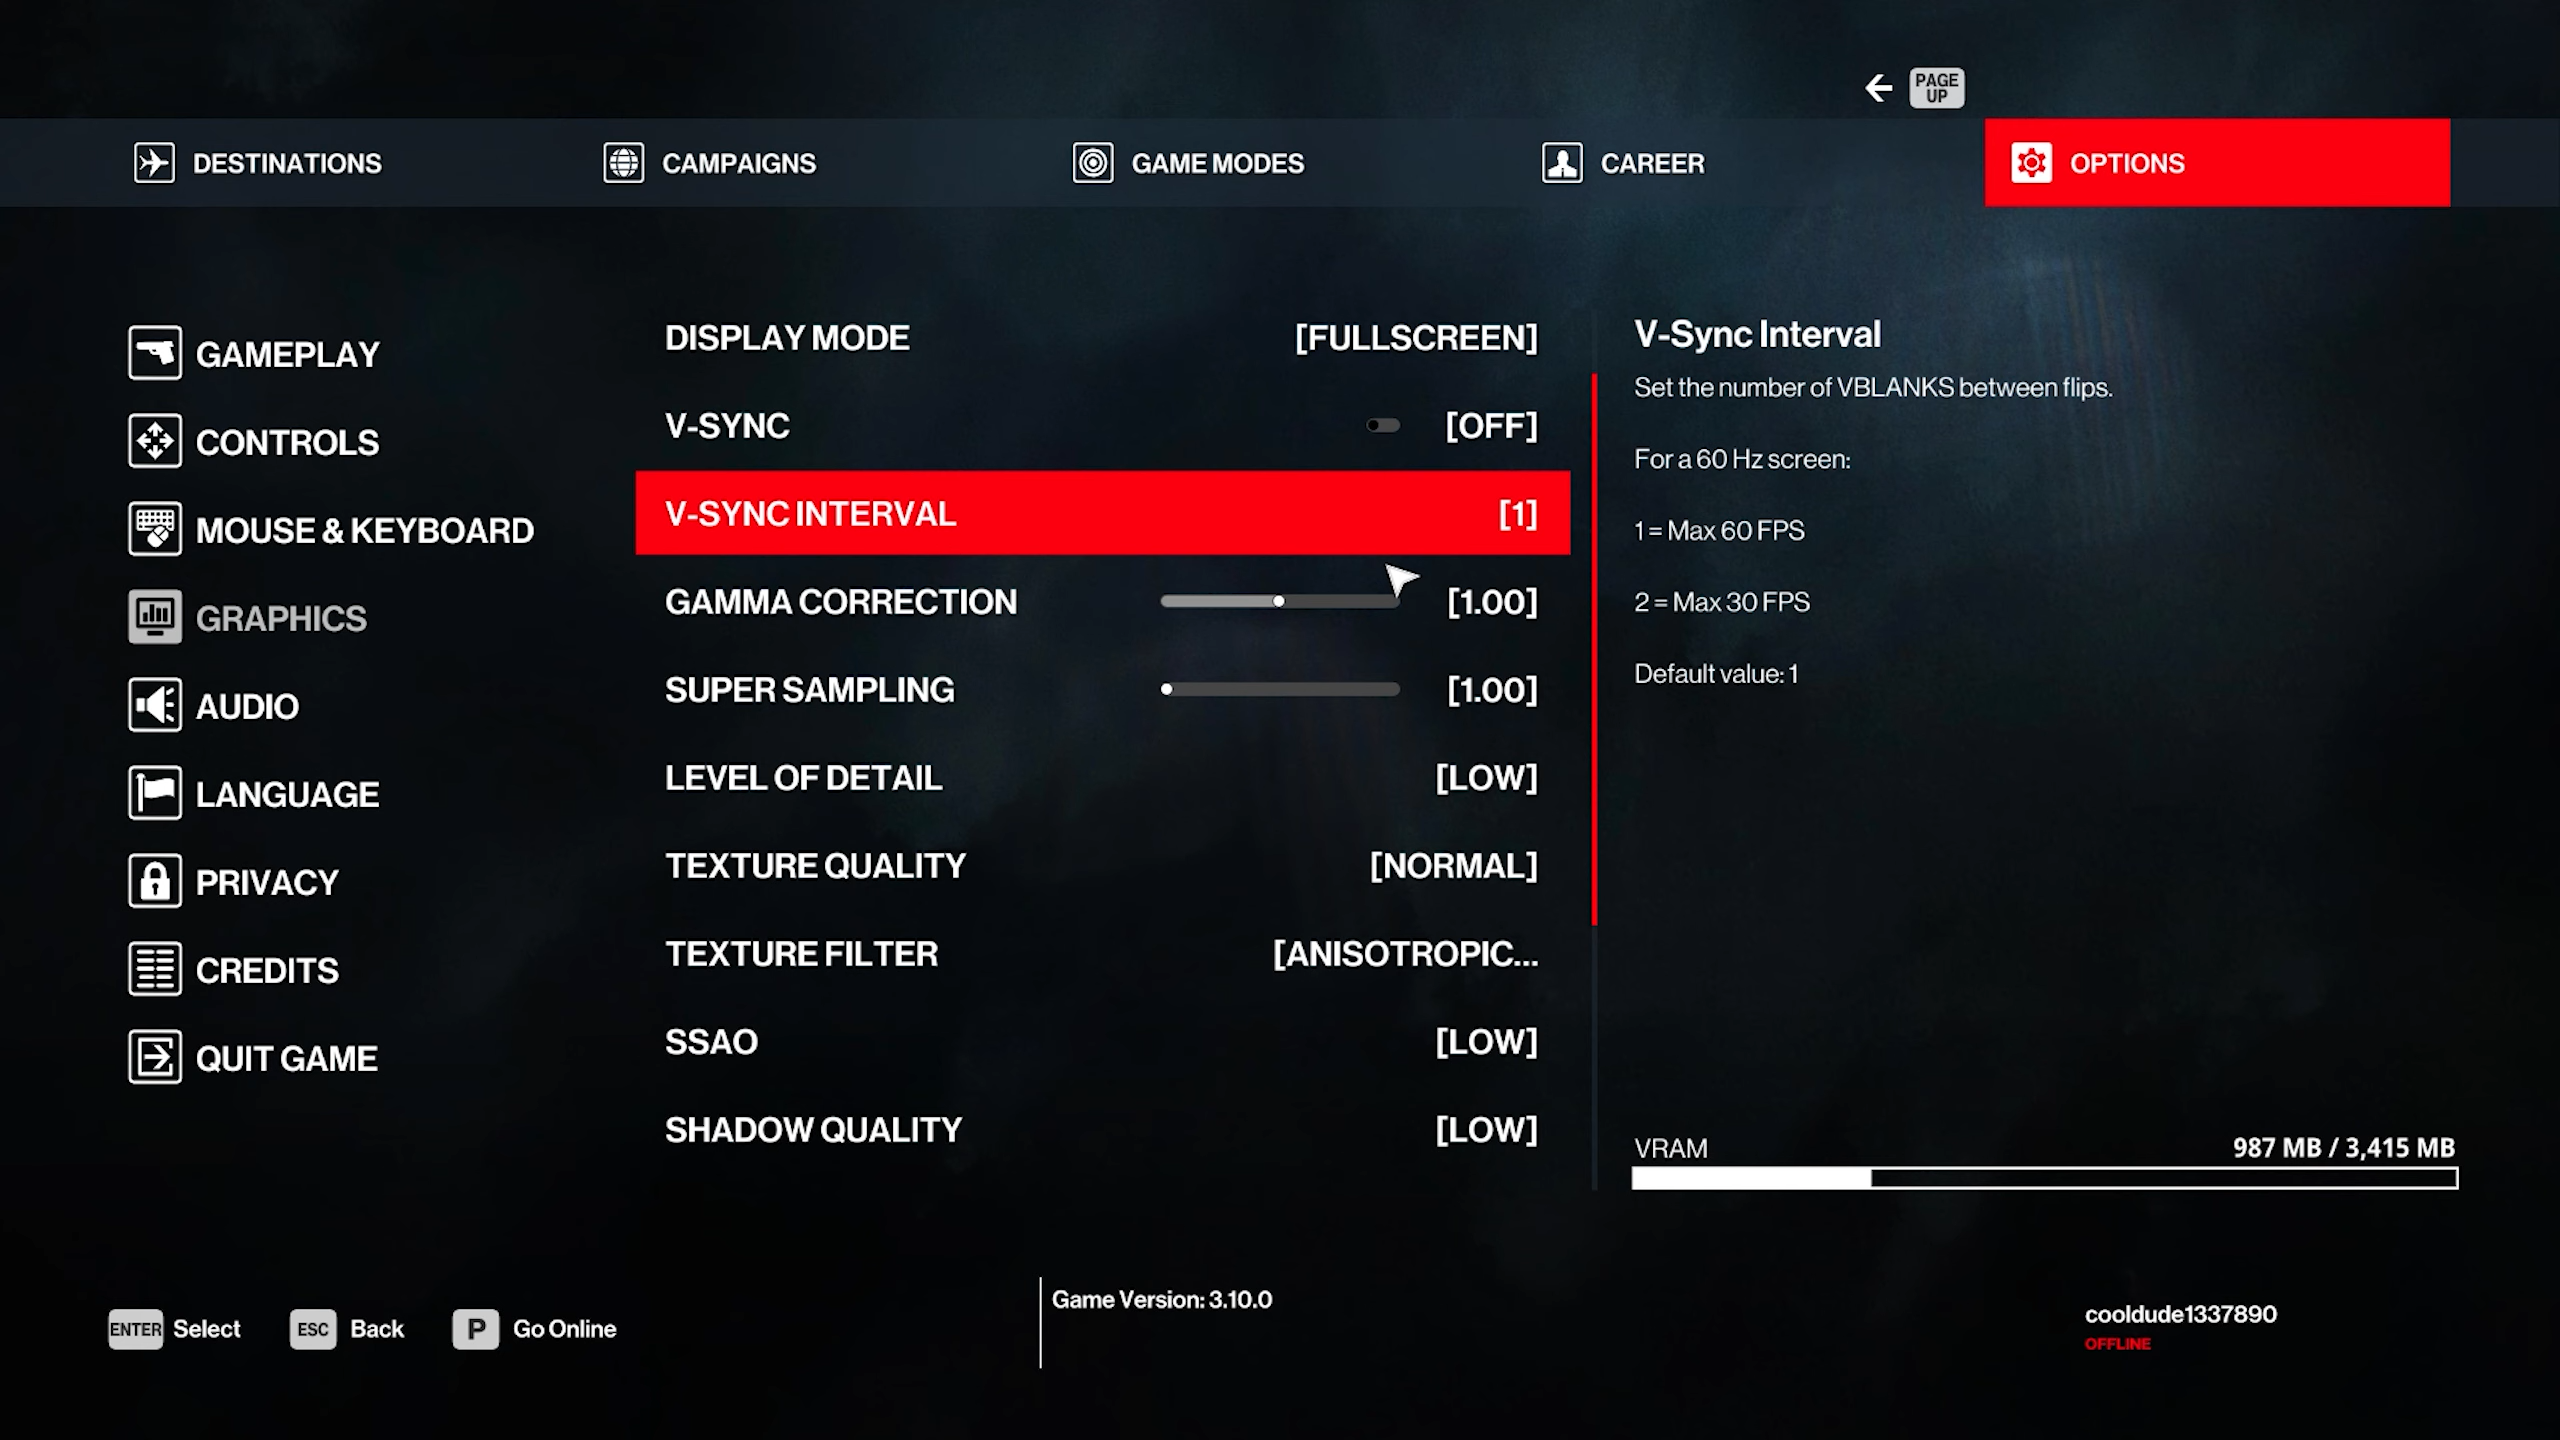 PAGE UP
DESTINATIONS
CAMPAIGNS
GAME MODES
CAREER
OPTIONS
GAMEPLAY
CONTROLS
MOUSE & KEYBOARD
GRAPHICS
AUDIO
LANGUAGE
PRIVACY
CREDITS
QUIT GAME
DISPLAY MODE [FULLSCREEN]
V-SYNC [OFF]
V-SYNC INTERVAL [1]
GAMMA CORRECTION [1.00]
SUPER SAMPLING [1.00]
LEVEL OF DETAIL [LOW]
TEXTURE QUALITY [NORMAL]
TEXTURE FILTER [ANISOTROPIC...
SSAO [LOW]
SHADOW QUALITY [LOW]
V-Sync Interval
Set the number of VBLANKS between flips.
For a 60 Hz screen:
1 = Max 60 FPS
2 = Max 30 FPS
Default value: 1
VRAM 987 MB / 3,415 MB
ENTER Select ESC Back P Go Online
Game Version: 3.10.0
cooldude1337890
OFFLINE